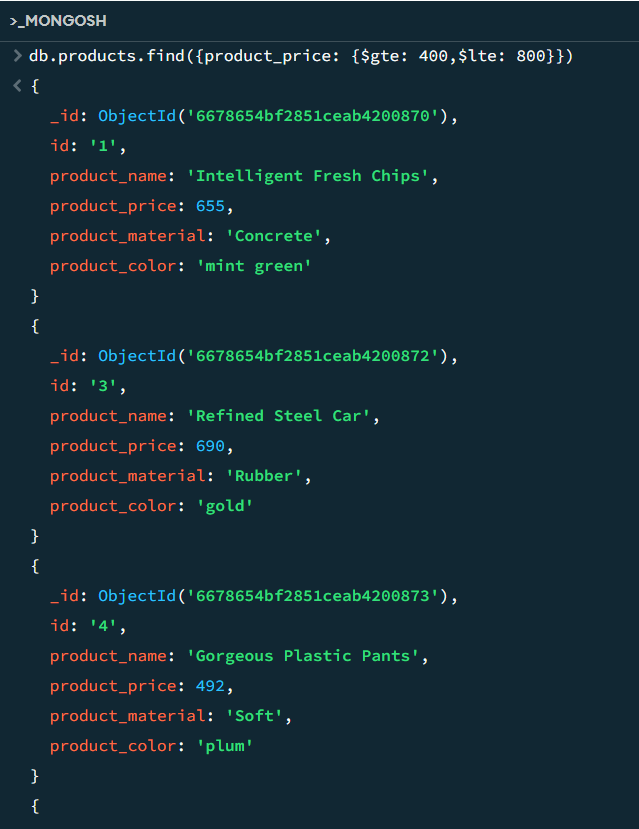 >_MONGOSH
> db.products.find({product_price: {$gte: 400,$lte: 800}})
< {
_id: ObjectId('6678654bf2851ceab4200870'),
id: '1',
product_name: 'Intelligent Fresh Chips',
product_price: 655,
product_material: 'Concrete',
product_color: 'mint green'
}
{
_id: ObjectId('6678654bf2851ceab4200872'),
id: '3',
product_name: 'Refined Steel Car',
product_price: 690,
product_material: 'Rubber',
product_color: 'gold'
}
{
_id: ObjectId('6678654bf2851ceab4200873'),
id: '4',
product_name: 'Gorgeous Plastic Pants',
product_price: 492,
product_material: 'Soft',
product_color: 'plum'
}
{